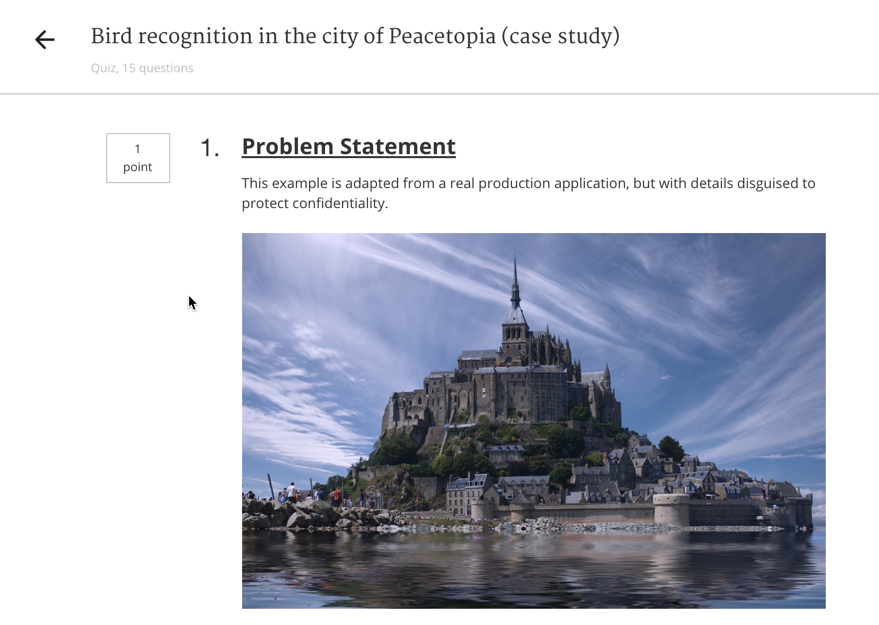 Bird recognition in the city of Peacetopia (case study)
Quiz, 15 questions
1
point
1.
Problem Statement
This example is adapted from a real production application, but with details disguised to
protect confidentiality.